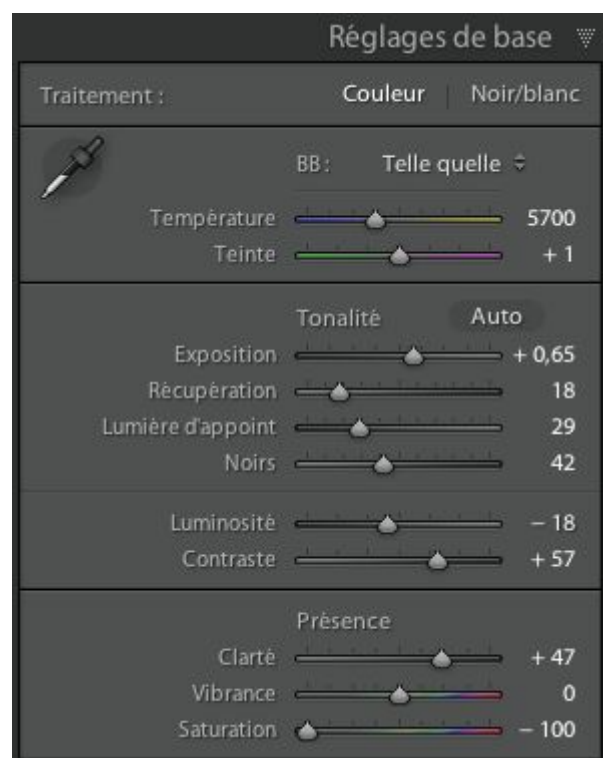 Réglages de base
Traitement : Couleur | Noir/blanc
BB : Telle quelle
Température 5700
Teinte + 1
Tonalité Auto
Exposition + 0,65
Récupération 18
Lumière d'appoint 29
Noirs 42
Luminosité − 18
Contraste + 57
Présence
Clarté + 47
Vibrance 0
Saturation − 100